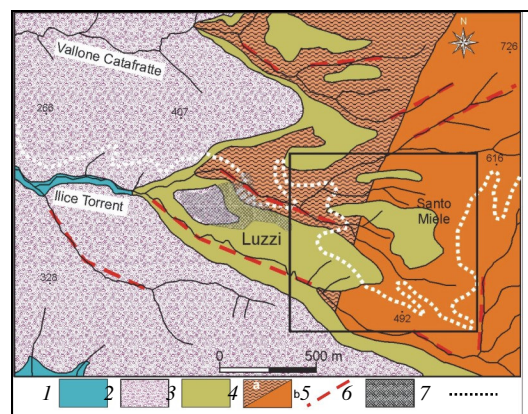 N
726
Vallone Catafratte
268
407
616
Ilice Torrent
Santo
Miele
Luzzi
328
492
0 500 m
1 2 3 4 a b 5 6 7